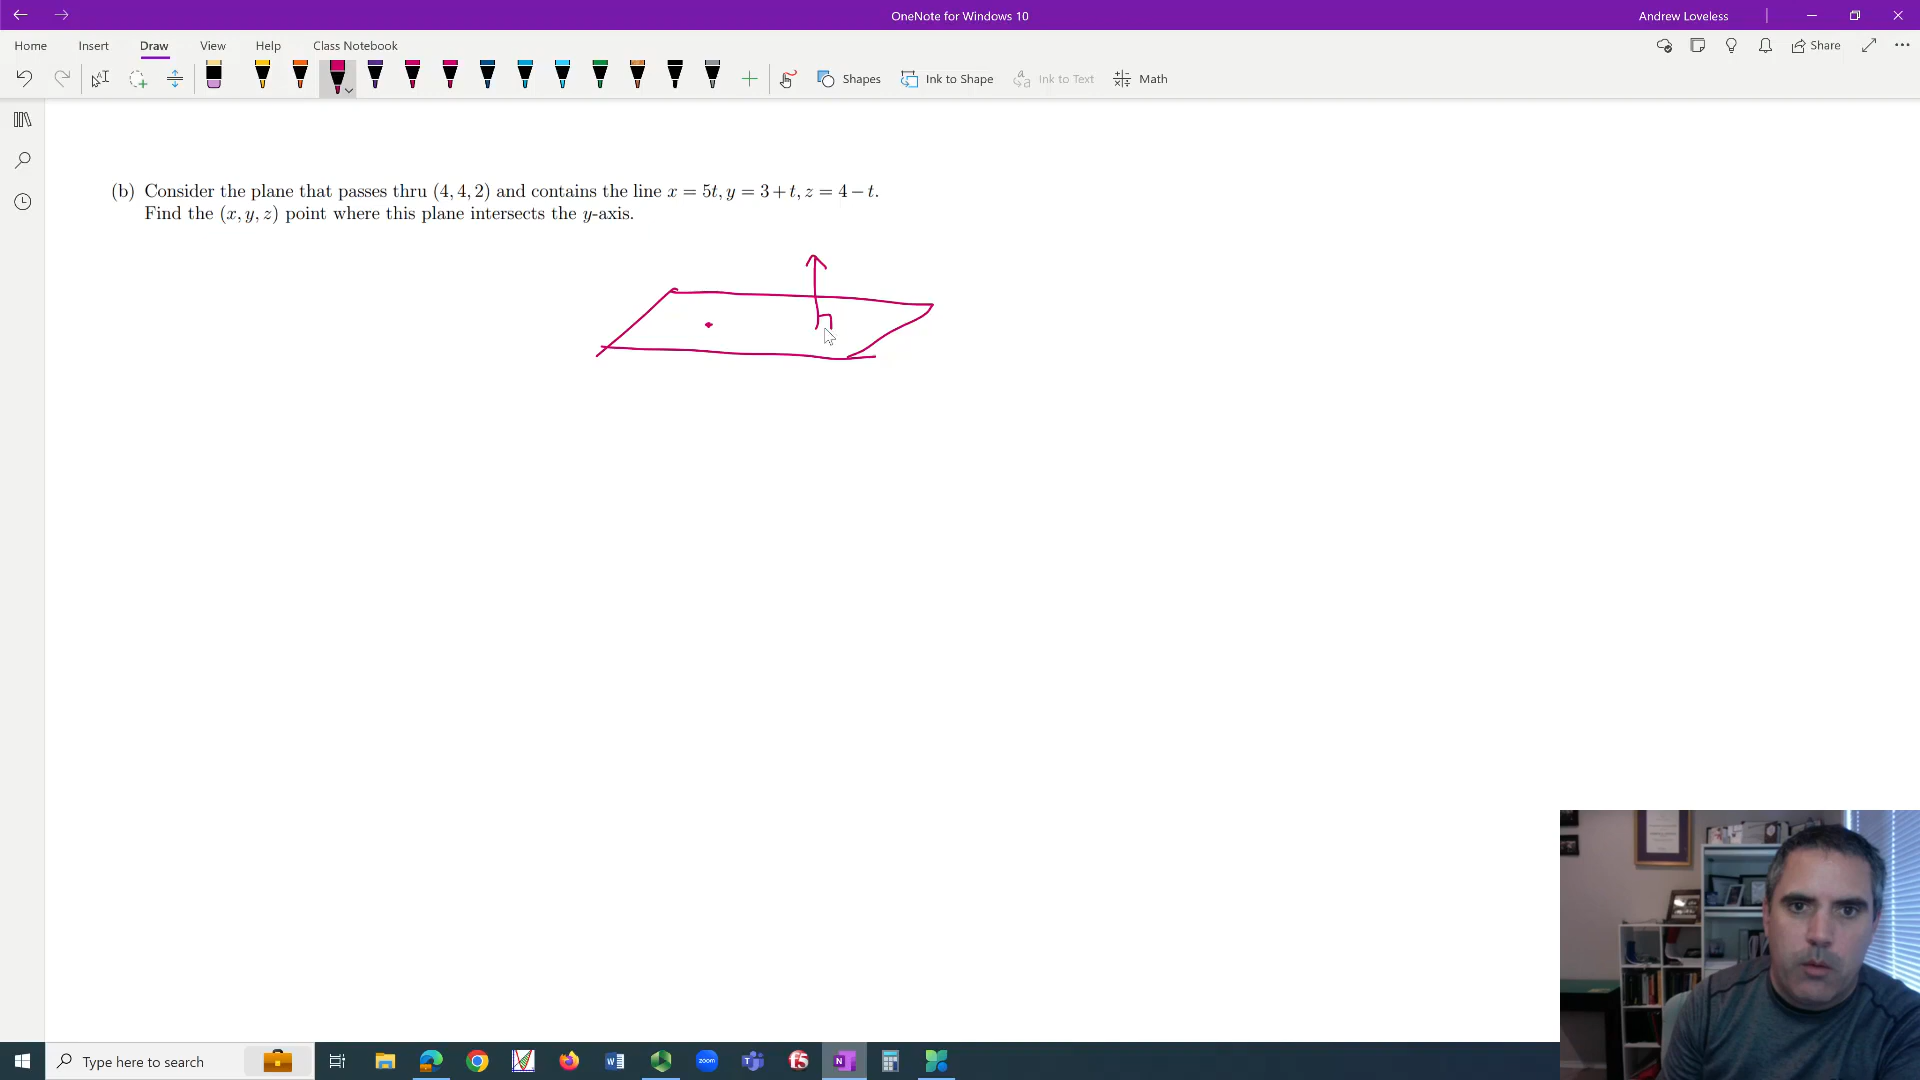 OneNote for Windows 10
Andrew Loveless
Home Insert Draw View Help Class Notebook
Share
Shapes Ink to Shape Ink to Text Math
(b) Consider the plane that passes thru (4, 4, 2) and contains the line x = 5t, y = 3 + t, z = 4 − t.
Find the (x, y, z) point where this plane intersects the y-axis.
Type here to search